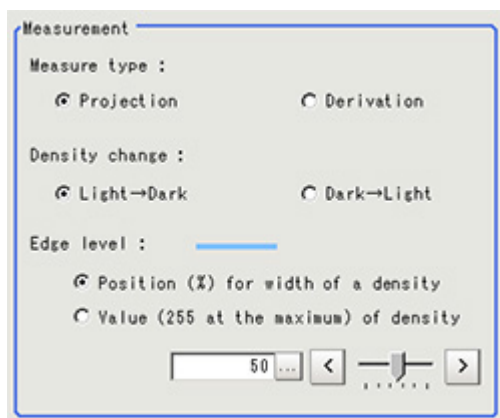 Measurement
Measure type :
Projection Derivation
Density change :
Light→Dark Dark→Light
Edge level :
Position (%) for width of a density
Value (255 at the maximum) of density
50 ... < >